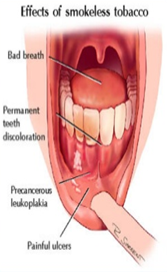 Effects of smokeless tobacco
Bad breath
Permanent
teeth
discoloration
Precancerous
leukoplakia
Painful ulcers